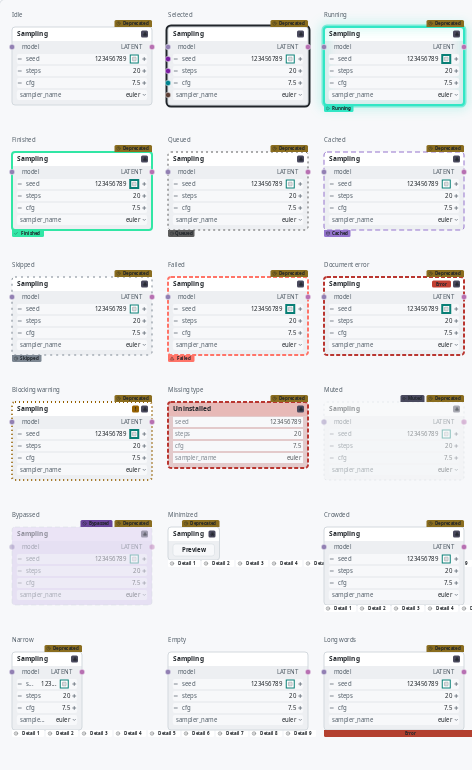 Idle
Deprecated
Sampling
model LATENT
seed 123456789
steps 20
cfg 7.5
sampler_name euler
Selected
Deprecated
Sampling
model LATENT
seed 123456789
steps 20
cfg 7.5
sampler_name euler
Running
Deprecated
Sampling
model LATENT
seed 123456789
steps 20
cfg 7.5
sampler_name euler
Running
Finished
Deprecated
Sampling
model LATENT
seed 123456789
steps 20
cfg 7.5
sampler_name euler
Finished
Queued
Deprecated
Sampling
model LATENT
seed 123456789
steps 20
cfg 7.5
sampler_name euler
Queued
Cached
Deprecated
Sampling
model LATENT
seed 123456789
steps 20
cfg 7.5
sampler_name euler
Cached
Skipped
Deprecated
Sampling
model LATENT
seed 123456789
steps 20
cfg 7.5
sampler_name euler
Skipped
Failed
Deprecated
Sampling
model LATENT
seed 123456789
steps 20
cfg 7.5
sampler_name euler
Failed
Document error
Deprecated
Sampling Error
model LATENT
seed 123456789
steps 20
cfg 7.5
sampler_name euler
Blocking warning
Deprecated
Sampling
model LATENT
seed 123456789
steps 20
cfg 7.5
sampler_name euler
Missing type
Deprecated
Uninstalled
seed 123456789
steps 20
cfg 7.5
sampler_name euler
Muted
Muted Deprecated
Sampling
model LATENT
seed 123456789
steps 20
cfg 7.5
sampler_name euler
Bypassed
Bypassed Deprecated
Sampling
model LATENT
seed 123456789
steps 20
cfg 7.5
sampler_name euler
Minimized
Deprecated
Sampling
Preview
Detail 1 Detail 2 Detail 3 Detail 4
Crowded
Deprecated
Sampling
model LATENT
seed 123456789
steps 20
cfg 7.5
sampler_name euler
Detail 1 Detail 2 Detail 3 Detail 4
Narrow
Deprecated
Sampling
model LATENT
s... 123...
steps 20
cfg 7.5
sample... euler
Detail 1 Detail 2 Detail 3 Detail 4 Detail 5 Detail 6 Detail 7 Detail 8 Detail 9
Empty
Sampling
model LATENT
seed 123456789
steps 20
cfg 7.5
sampler_name euler
Long words
Deprecated
Sampling
model LATENT
seed 123456789
steps 20
cfg 7.5
sampler_name euler
Error